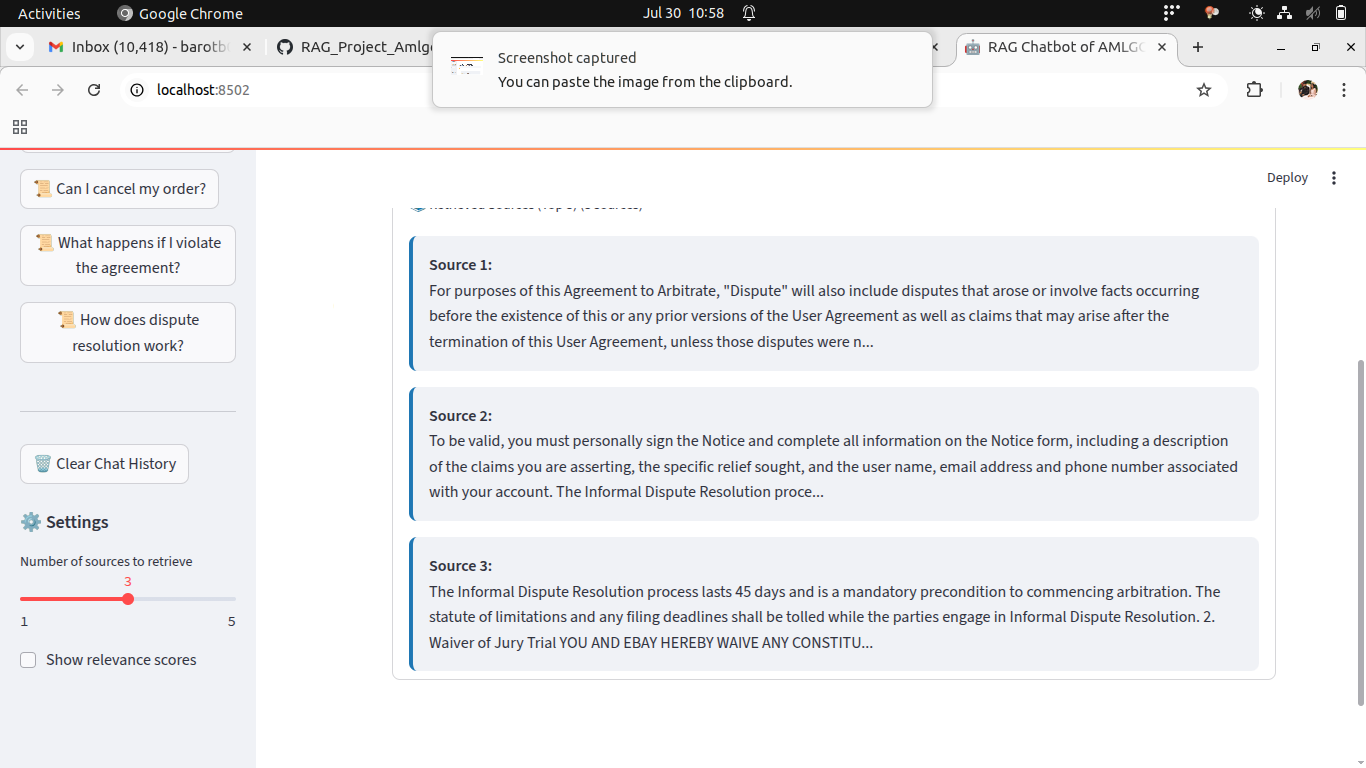 Activities
Google Chrome
Jul 30 10:58
Inbox (10,418) - barotb
RAG_Project_Amlg
RAG Chatbot of AMLGO
Screenshot captured
You can paste the image from the clipboard.
localhost:8502
Deploy
📜 Can I cancel my order?
📜 What happens if I violate
the agreement?
📜 How does dispute
resolution work?
🗑️ Clear Chat History
⚙️ Settings
Number of sources to retrieve
3
1
5
Show relevance scores
Source 1:
For purposes of this Agreement to Arbitrate, "Dispute" will also include disputes that arose or involve facts occurring
before the existence of this or any prior versions of the User Agreement as well as claims that may arise after the
termination of this User Agreement, unless those disputes were n...
Source 2:
To be valid, you must personally sign the Notice and complete all information on the Notice form, including a description
of the claims you are asserting, the specific relief sought, and the user name, email address and phone number associated
with your account. The Informal Dispute Resolution proce...
Source 3:
The Informal Dispute Resolution process lasts 45 days and is a mandatory precondition to commencing arbitration. The
statute of limitations and any filing deadlines shall be tolled while the parties engage in Informal Dispute Resolution. 2.
Waiver of Jury Trial YOU AND EBAY HEREBY WAIVE ANY CONSTITU...